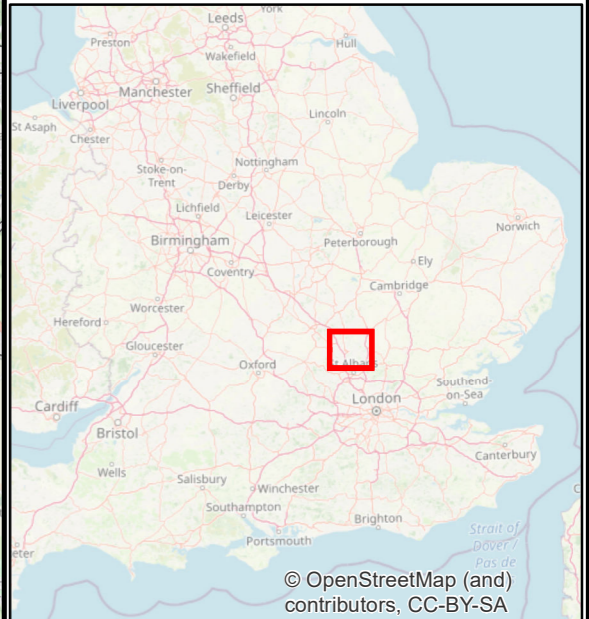 York
Leeds
Preston
Hull
Wakefield
Manchester
Sheffield
Liverpool
St Asaph
Chester
Lincoln
Stoke-on-
Trent
Nottingham
Derby
Lichfield
Leicester
Norwich
Birmingham
Peterborough
Ely
Coventry
Cambridge
Worcester
Hereford
Gloucester
Oxford
Southend-
on-Sea
London
Cardiff
Bristol
Canterbury
Wells
Salisbury
Winchester
Southampton
Brighton
Portsmouth
Strait of
Dover /
Pas de
© OpenStreetMap (and)
contributors, CC-BY-SA